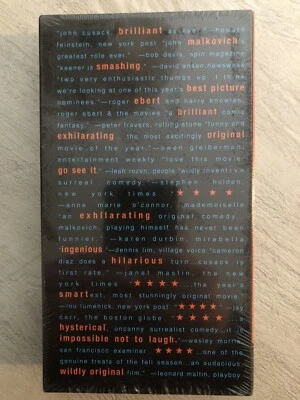 "john cusack, brilliant
feinstein, new york post "john malkovich's
greatest role ever." —bob davis, spin magazine
"keener is smashing." —david ansen, newsweek
"two very enthusiastic thumbs up. i think
we're looking at one of this year's best picture
nominees."—roger ebert and harry knowles,
roger ebert & the movies "a brilliant comic
fantasy." —peter travers, rolling stone "funny and
exhilarating... the most excitingly original
movie of the year."—owen gleiberman,
entertainment weekly "love this movie.
go see it." —leah rozen, people "wildly inventive
surreal comedy." —stephen holden,
new york times ★★★★
—anne marie o'connor, mademoiselle
"an exhilarating original comedy...
malkovich, playing himself, has never been
funnier." —karen durbin, mirabella
"ingenious." —dennis lim, village voice "cameron
diaz does a hilarious turn...cusack is
first rate." —janet maslin, the new
york times "★★★★ ...the year's
smartest, most stunningly original movie."
—lou lumenick, new york post "★★★★" —jay
carr, the boston globe "★★★★
hysterical, uncanny surreal comedy...it is
impossible not to laugh."—wesley morris,
san francisco examiner "★★★★ ...one of the
genuine treats of the fall season...an audacious,
wildly original film." —leonard maltin, playboy